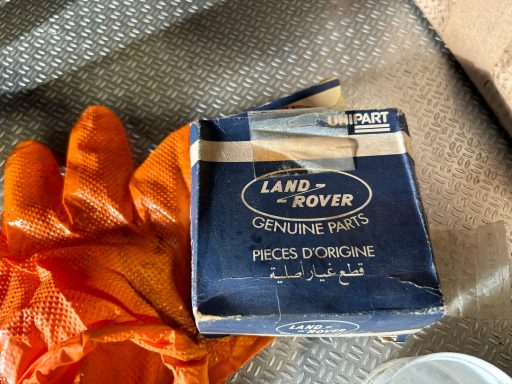 UNIPART
LAND-
-ROVER
GENUINE PARTS
PIECES D'ORIGINE
قطع غيار أصلية
LAND-
-ROVER